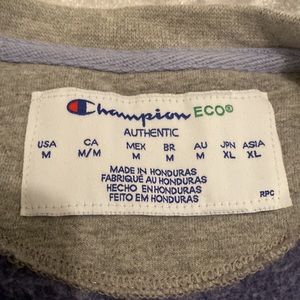 Champion ECO®
AUTHENTIC
USA CA MEX BR AU JPN ASIA
M M/M M M M XL XL
MADE IN HONDURAS
FABRIQUÉ AU HONDURAS
HECHO EN HONDURAS
FEITO EM HONDURAS
RPC